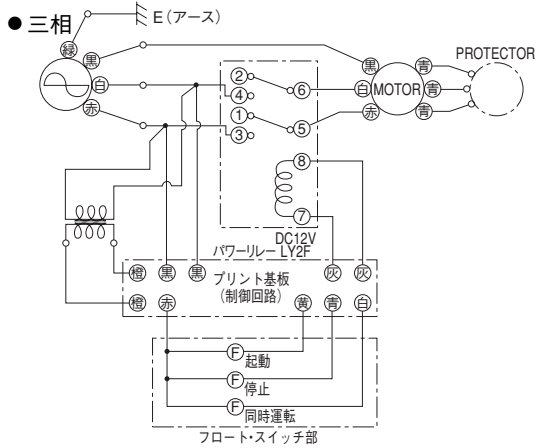 ●三相
E(アース)
緑
黒
白
赤
② ⑥
④
① ⑤
③
⑧
⑦
黒
白
赤
MOTOR
青
青
青
PROTECTOR
DC12V
パワーリレー LY2F
橙 黒 黒 灰 灰
プリント基板
(制御回路)
橙 赤 黄 青 白
F 起動
F 停止
F 同時運転
フロート・スイッチ部